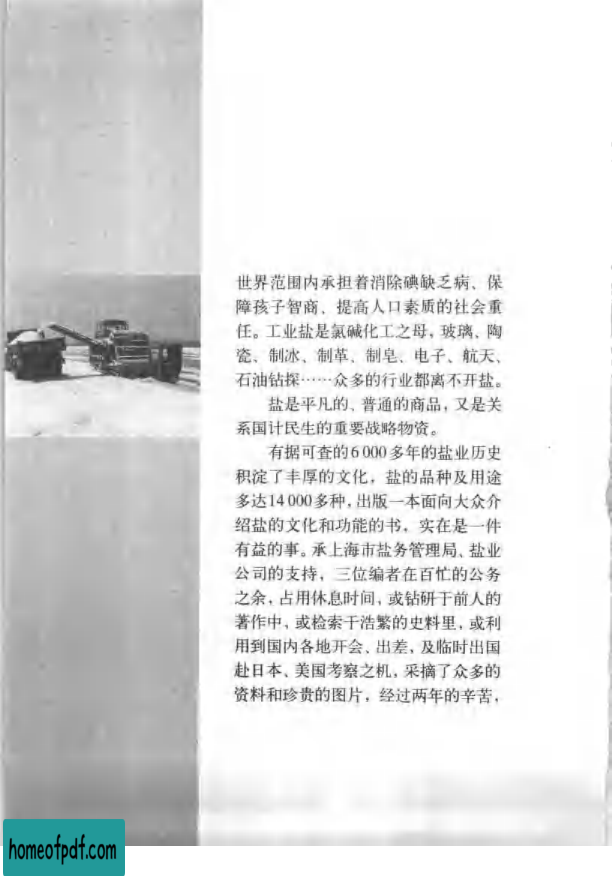 世界范围内承担着消除碘缺乏病、保
障孩子智商、提高人口素质的社会重
任。工业盐是氯碱化工之母，玻璃、陶
瓷、制冰、制革、制皂、电子、航天、
石油钻探……众多的行业都离不开盐。
盐是平凡的、普通的商品，又是关
系国计民生的重要战略物资。
有据可查的6000多年的盐业历史
积淀了丰厚的文化，盐的品种及用途
多达14000多种，出版一本面向大众介
绍盐的文化和功能的书，实在是一件
有益的事。承上海市盐务管理局、盐业
公司的支持，三位编者在百忙的公务
之余，占用休息时间，或钻研于前人的
著作中，或检索于浩繁的史料里，或利
用到国内各地开会、出差，及临时出国
赴日本、美国考察之机，采摘了众多的
资料和珍贵的图片，经过两年的辛苦，
homeofpdf.com